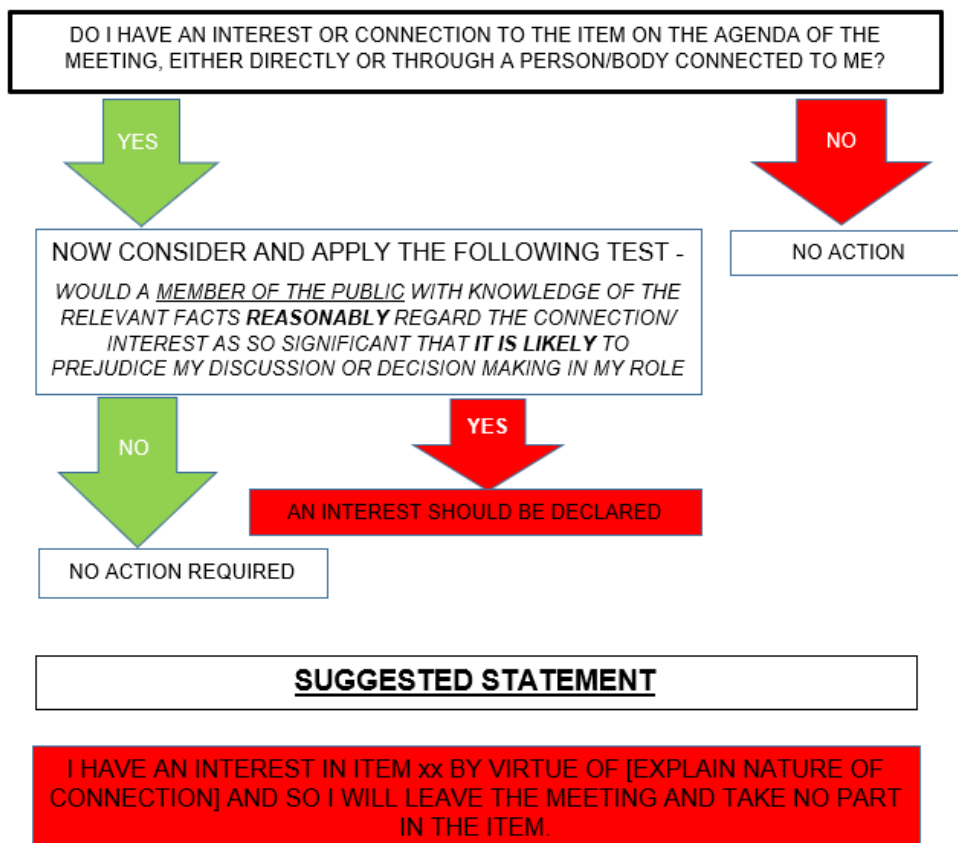 DO I HAVE AN INTEREST OR CONNECTION TO THE ITEM ON THE AGENDA OF THE
MEETING, EITHER DIRECTLY OR THROUGH A PERSON/BODY CONNECTED TO ME?
YES
NO
NOW CONSIDER AND APPLY THE FOLLOWING TEST -
WOULD A MEMBER OF THE PUBLIC WITH KNOWLEDGE OF THE
RELEVANT FACTS REASONABLY REGARD THE CONNECTION/
INTEREST AS SO SIGNIFICANT THAT IT IS LIKELY TO
PREJUDICE MY DISCUSSION OR DECISION MAKING IN MY ROLE
NO ACTION
NO
YES
AN INTEREST SHOULD BE DECLARED
NO ACTION REQUIRED
SUGGESTED STATEMENT
I HAVE AN INTEREST IN ITEM xx BY VIRTUE OF [EXPLAIN NATURE OF
CONNECTION] AND SO I WILL LEAVE THE MEETING AND TAKE NO PART
IN THE ITEM.